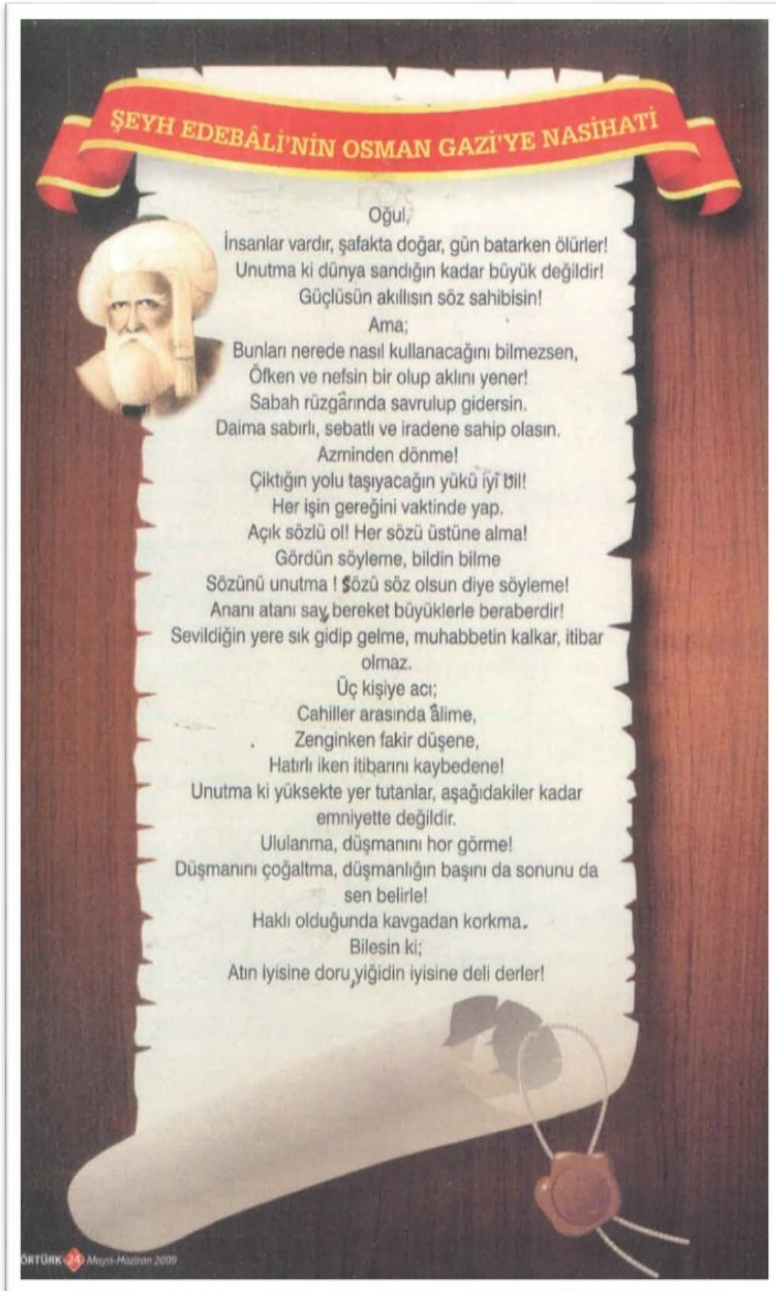 ŞEYH EDEBÂLİ'NİN OSMAN GAZİ'YE NASİHATİ
Oğul,
İnsanlar vardır, şafakta doğar, gün batarken ölürler!
Unutma ki dünya sandığın kadar büyük değildir!
Güçlüsün akıllısın söz sahibisin!
Ama;
Bunları nerede nasıl kullanacağını bilmezsen,
Öfken ve nefsin bir olup aklını yener!
Sabah rüzgârında savrulup gidersin.
Daima sabırlı, sebatlı ve iradene sahip olasın.
Azminden dönme!
Çıktığın yolu taşıyacağın yükü iyi bil!
Her işin gereğini vaktinde yap.
Açık sözlü ol! Her sözü üstüne alma!
Gördün söyleme, bildin bilme
Sözünü unutma ! Sözü söz olsun diye söyleme!
Ananı atanı say, bereket büyüklerle beraberdir!
Sevildiğin yere sık gidip gelme, muhabbetin kalkar, itibar
olmaz.
Üç kişiye acı;
Cahiller arasında âlime,
Zenginken fakir düşene,
Hatırlı iken itibarını kaybedene!
Unutma ki yüksekte yer tutanlar, aşağıdakiler kadar
emniyette değildir.
Ululanma, düşmanını hor görme!
Düşmanını çoğaltma, düşmanlığın başını da sonunu da
sen belirle!
Haklı olduğunda kavgadan korkma.
Bilesin ki;
Atın iyisine doru,yiğidin iyisine deli derler!
ÖRTÜRK 24 Mayıs-Haziran 2009